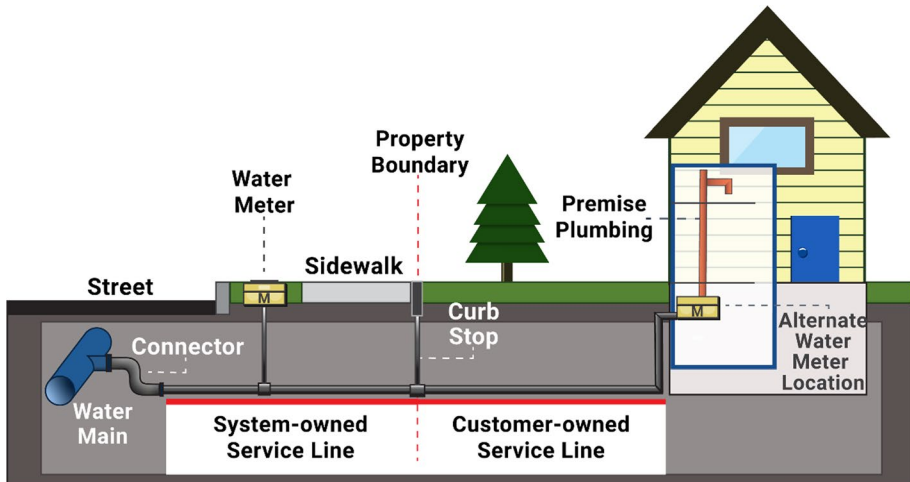 Property
Boundary
Water
Meter
Premise
Plumbing
Sidewalk
Street
M
Curb
Stop
M
Alternate
Water
Meter
Location
Connector
Water
Main
System-owned
Service Line
Customer-owned
Service Line